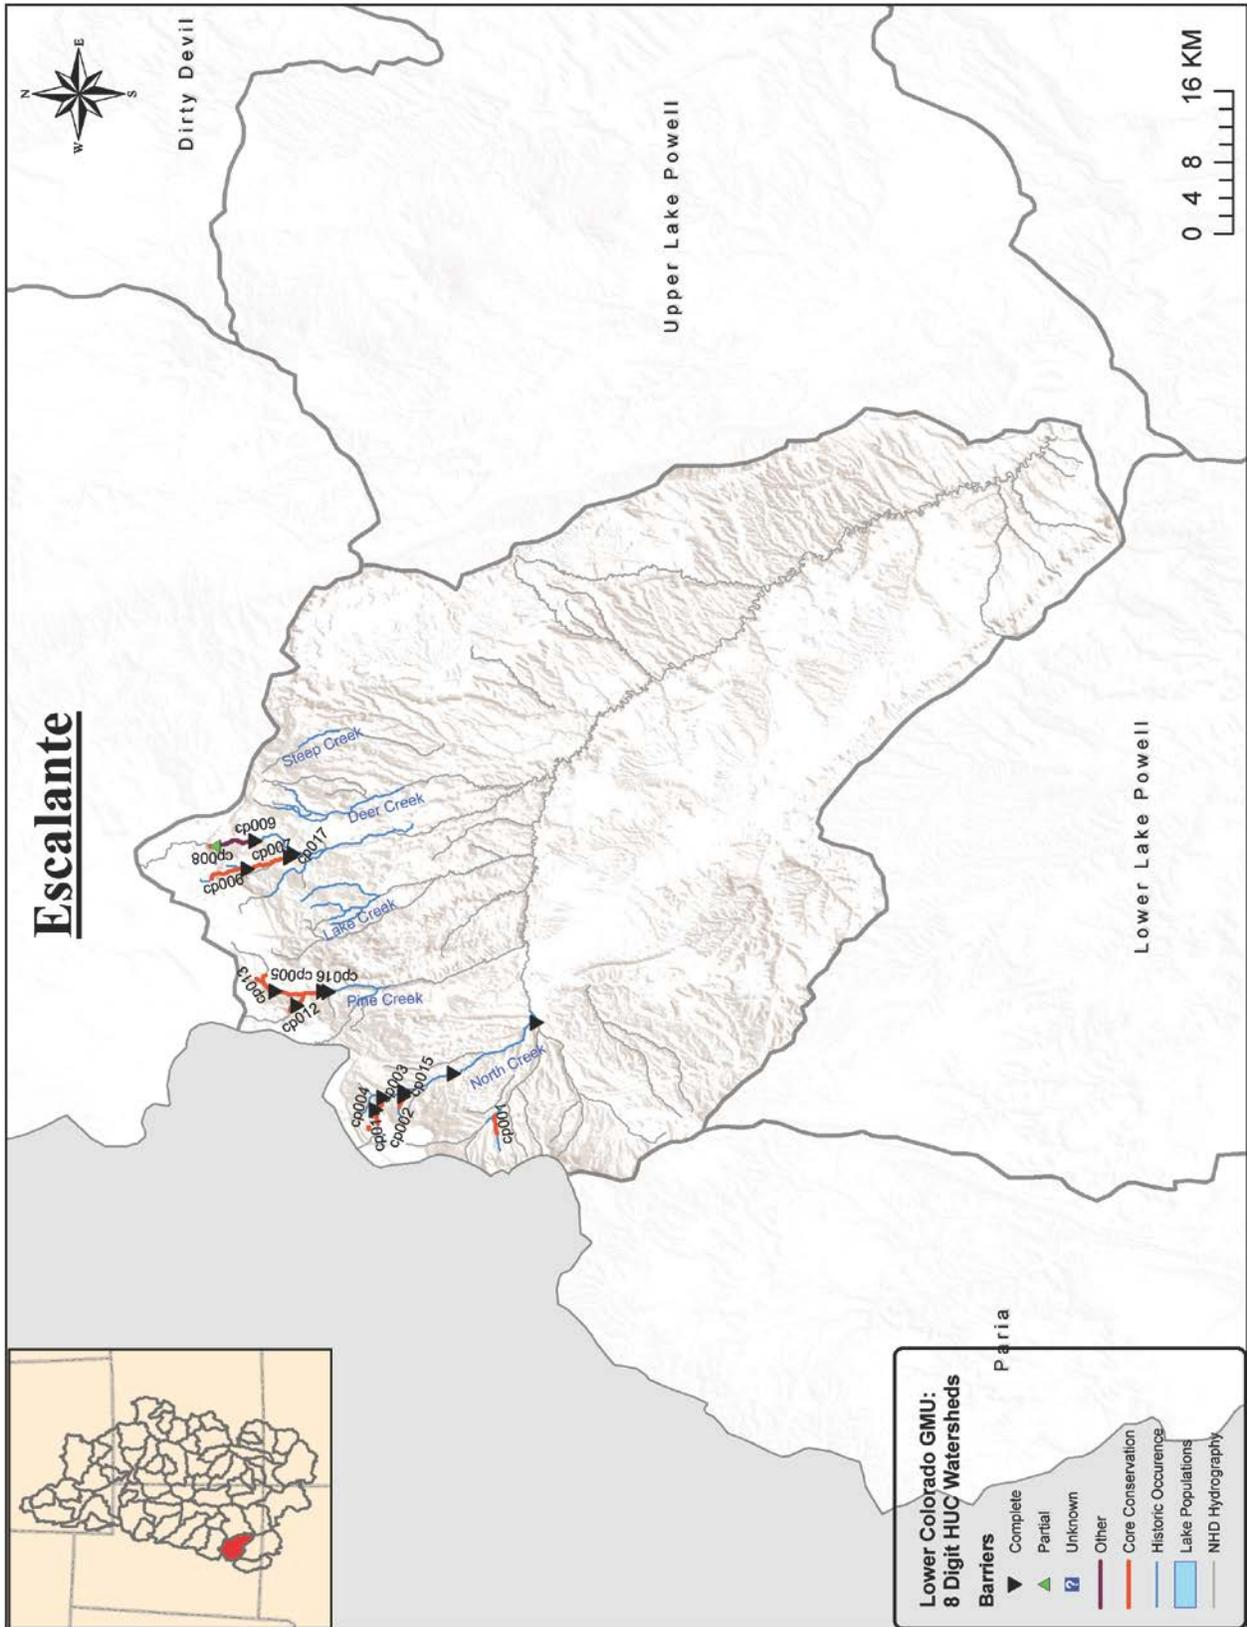 Escalante
N
E
W
S
Dirty Devil
Upper Lake Powell
Lower Lake Powell
Paria
Steep Creek
Deer Creek
Lake Creek
Pine Creek
North Creek
cp009
cp008
cp007
cp017
cp006
cp013
cp005
cp016
cp012
cp004
cp003
cp015
cp011
cp002
cp001
0 4 8 16 KM
Lower Colorado GMU:
8 Digit HUC Watersheds
Barriers
Complete
Partial
? Unknown
Other
Core Conservation
Historic Occurence
Lake Populations
NHD Hydrography